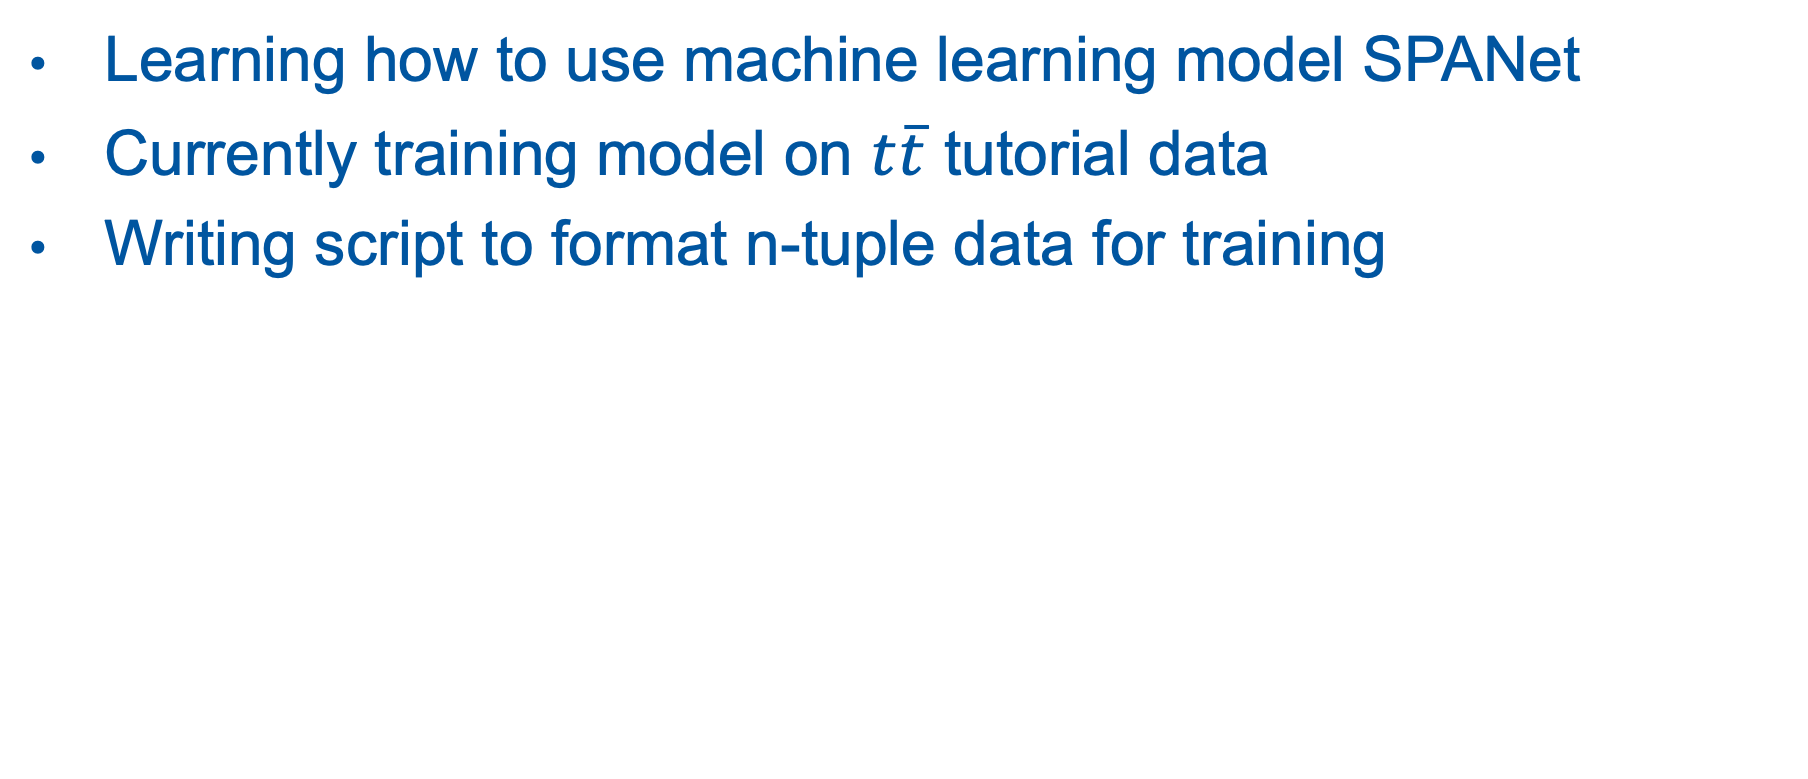 • Learning how to use machine learning model SPANet
• Currently training model on tt̄ tutorial data
• Writing script to format n-tuple data for training